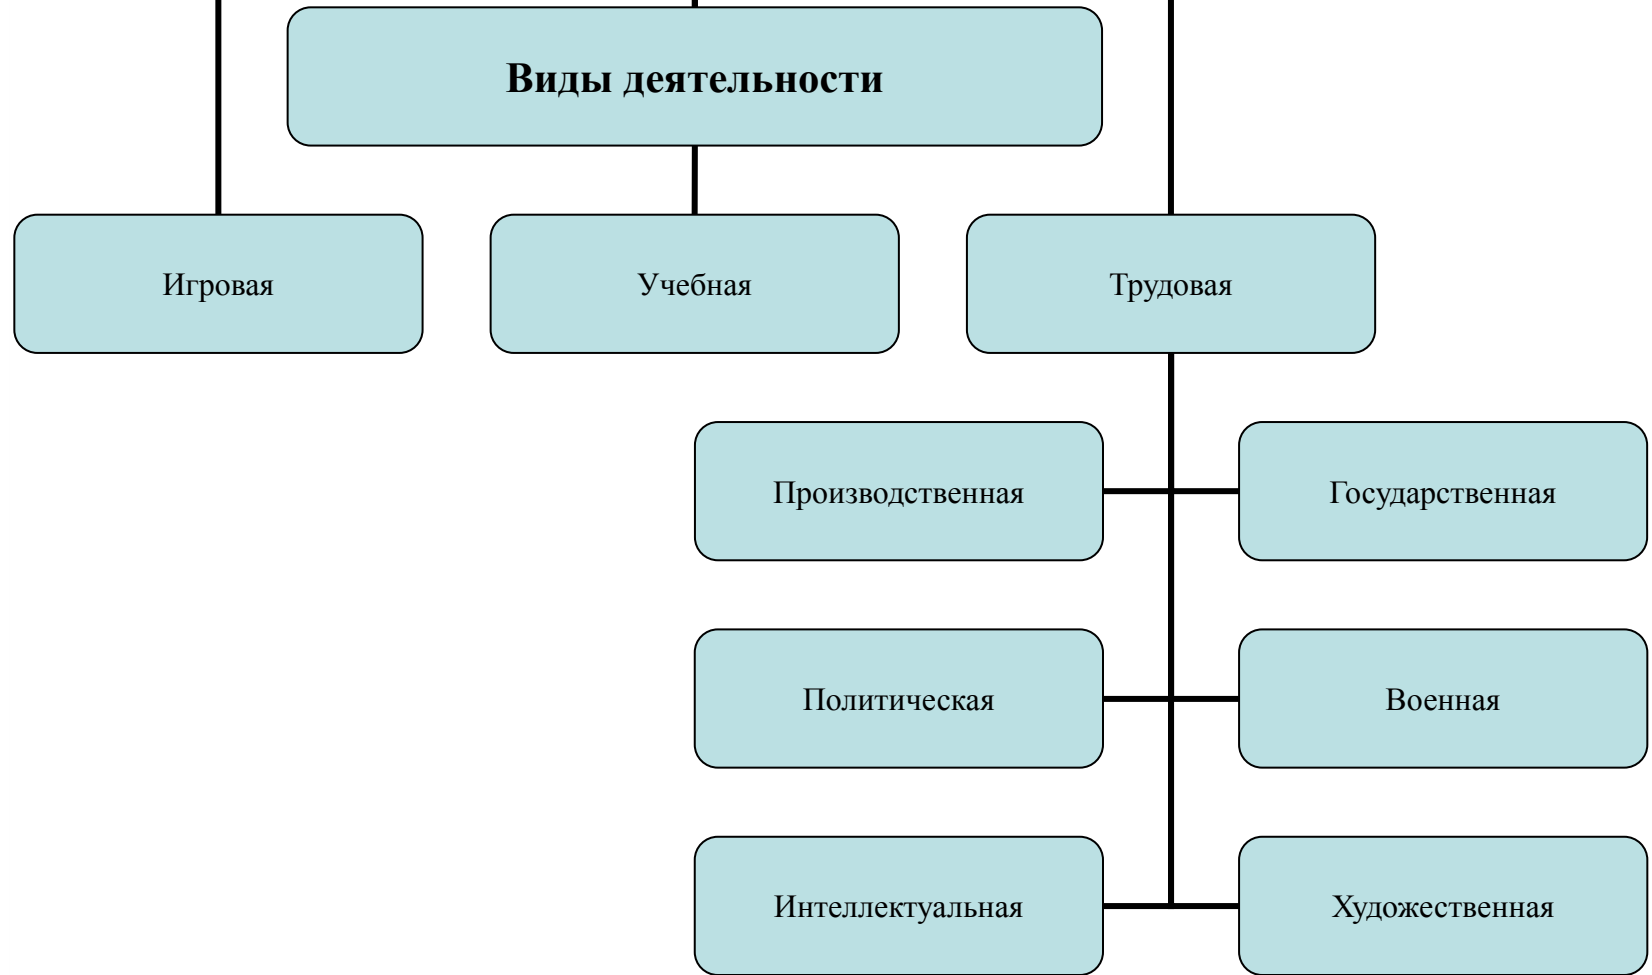 Виды деятельности
Игровая
Учебная
Трудовая
Производственная
Государственная
Политическая
Военная
Интеллектуальная
Художественная